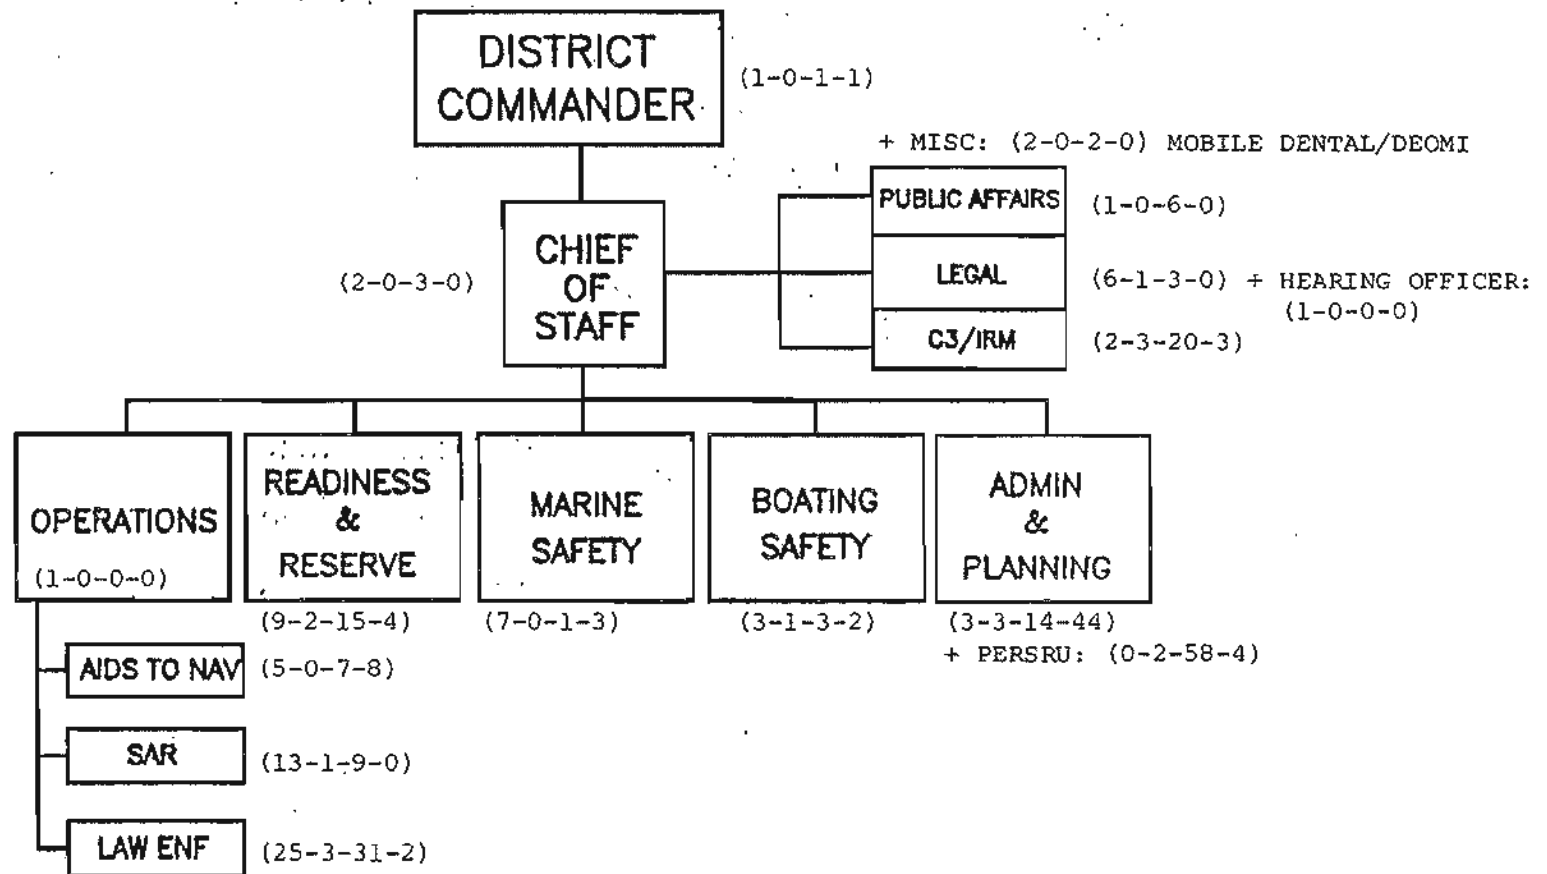 DISTRICT
COMMANDER
(1-0-1-1)
+ MISC: (2-0-2-0) MOBILE DENTAL/DEOMI
PUBLIC AFFAIRS
(1-0-6-0)
CHIEF
OF
STAFF
(2-0-3-0)
LEGAL
(6-1-3-0) + HEARING OFFICER:
(1-0-0-0)
C3/IRM
(2-3-20-3)
OPERATIONS
(1-0-0-0)
READINESS
&
RESERVE
(9-2-15-4)
MARINE
SAFETY
(7-0-1-3)
BOATING
SAFETY
(3-1-3-2)
ADMIN
&
PLANNING
(3-3-14-44)
+ PERSRU: (0-2-58-4)
AIDS TO NAV
(5-0-7-8)
SAR
(13-1-9-0)
LAW ENF
(25-3-31-2)